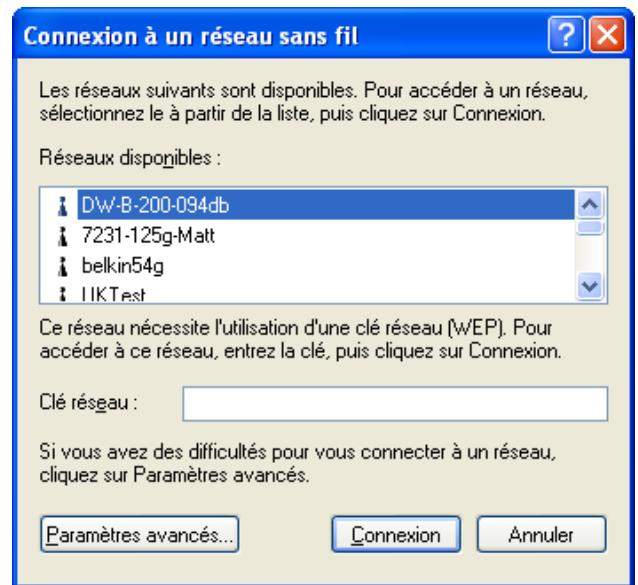 Connexion à un réseau sans fil
Les réseaux suivants sont disponibles. Pour accéder à un réseau,
sélectionnez le à partir de la liste, puis cliquez sur Connexion.
Réseaux disponibles :
DW-B-200-094db
7231-125g-Matt
belkin54g
UKTest
Ce réseau nécessite l'utilisation d'une clé réseau (WEP). Pour
accéder à ce réseau, entrez la clé, puis cliquez sur Connexion.
Clé réseau :
Si vous avez des difficultés pour vous connecter à un réseau,
cliquez sur Paramètres avancés.
Paramètres avancés... Connexion Annuler